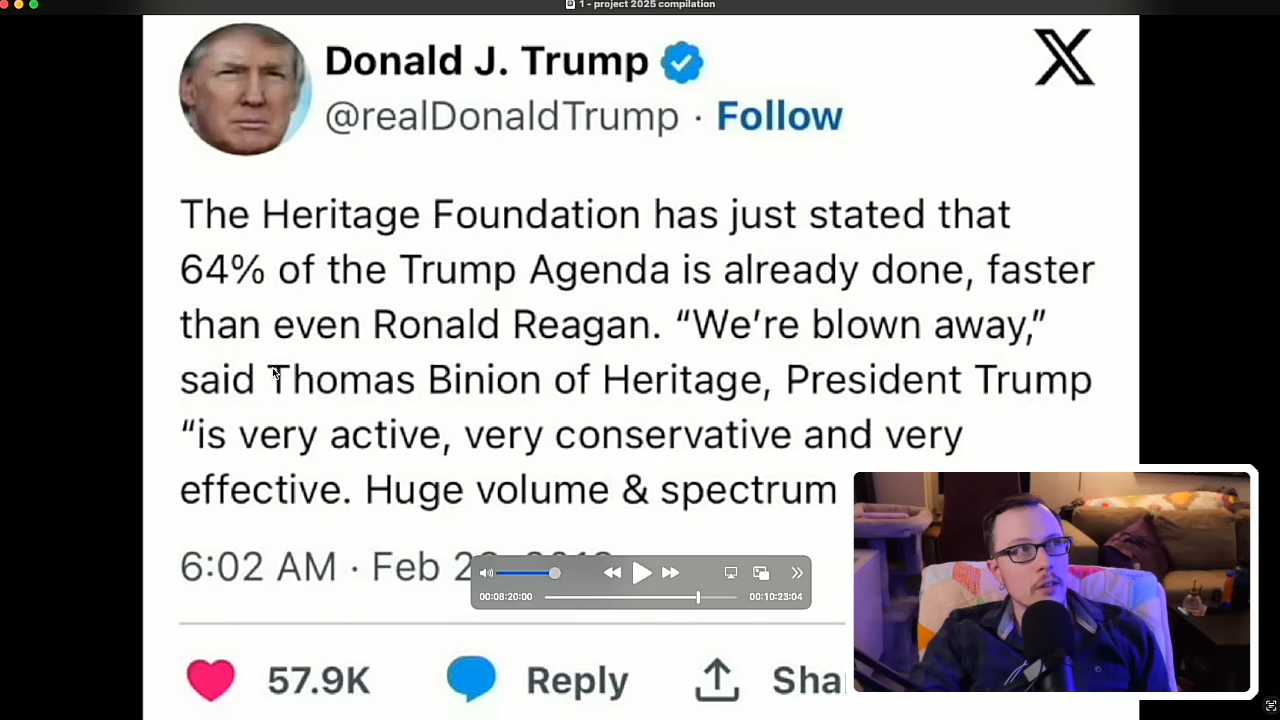 1 - project 2025 compilation
Donald J. Trump
@realDonaldTrump · Follow
The Heritage Foundation has just stated that
64% of the Trump Agenda is already done, faster
than even Ronald Reagan. “We’re blown away,”
said Thomas Binion of Heritage, President Trump
“is very active, very conservative and very
effective. Huge volume & spectrum
6:02 AM · Feb
00:08:20:00
00:10:23:04
57.9K
Reply